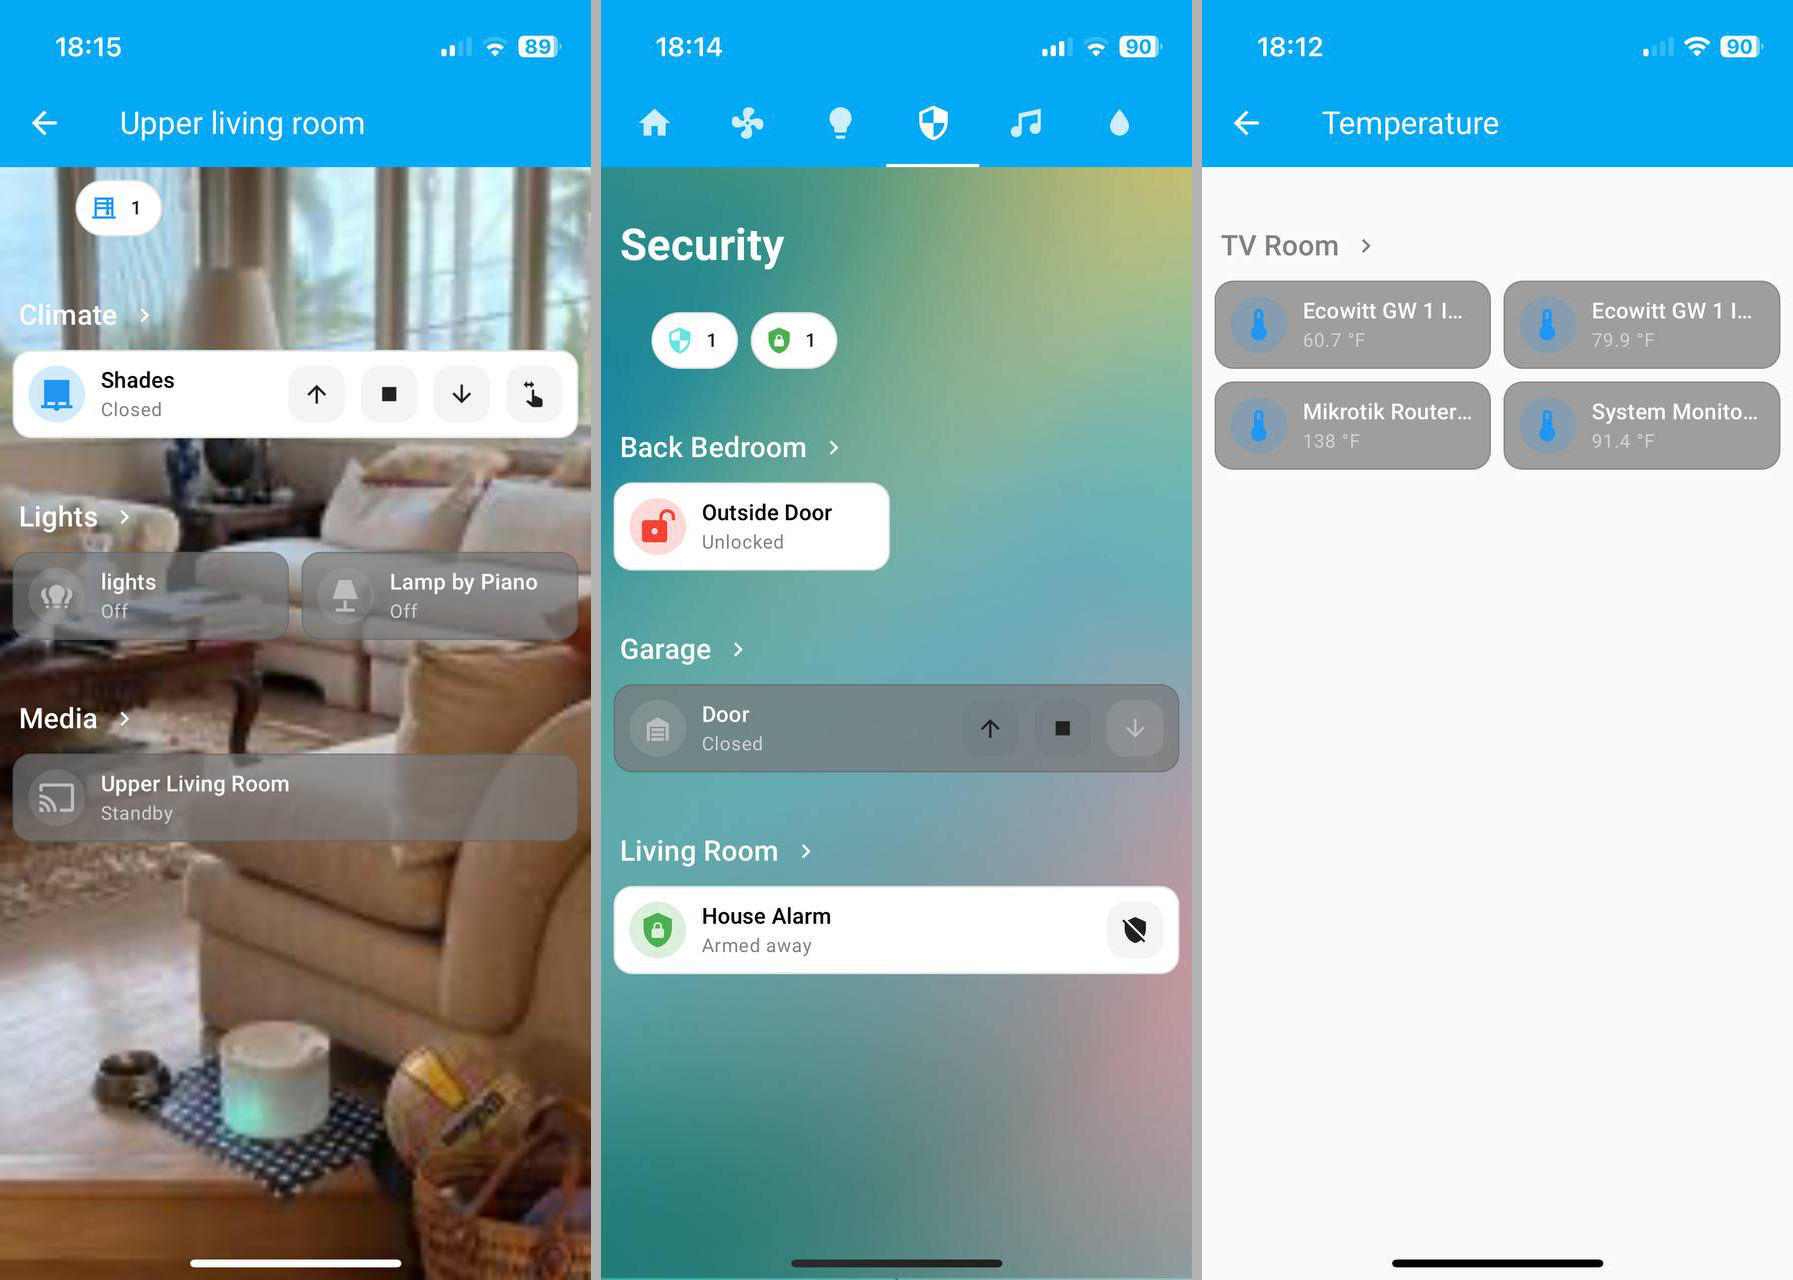 18:15
89
Upper living room
1
Climate
Shades
Closed
Lights
lights
Off
Lamp by Piano
Off
Media
Upper Living Room
Standby
18:14
90
Security
1
1
Back Bedroom
Outside Door
Unlocked
Garage
Door
Closed
Living Room
House Alarm
Armed away
18:12
90
Temperature
TV Room
Ecowitt GW 1 I...
60.7 °F
Ecowitt GW 1 I...
79.9 °F
Mikrotik Router...
138 °F
System Monito...
91.4 °F